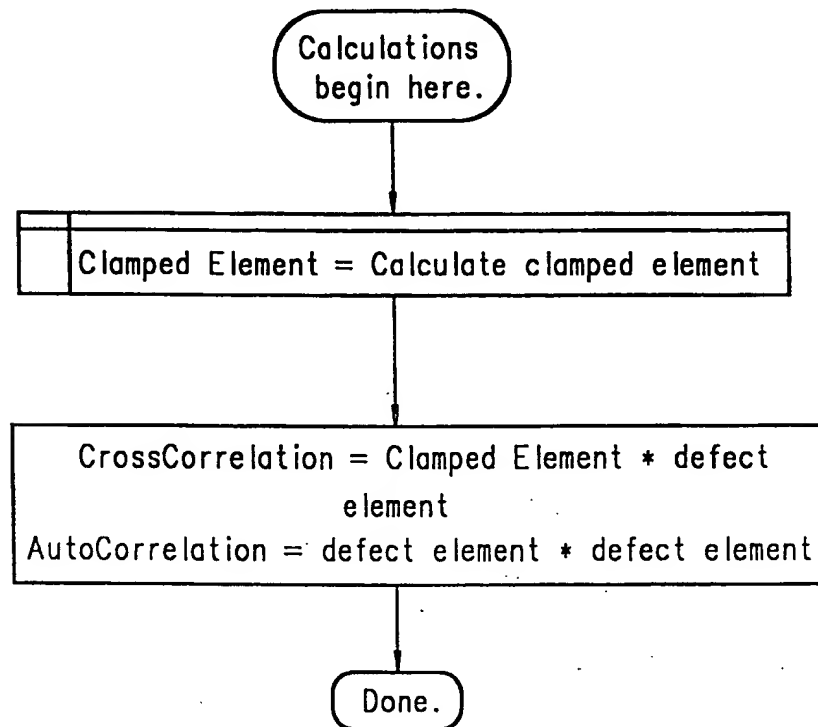 Calculations
begin here.
Clamped Element = Calculate clamped element
CrossCorrelation = Clamped Element * defect
element
AutoCorrelation = defect element * defect element
Done.